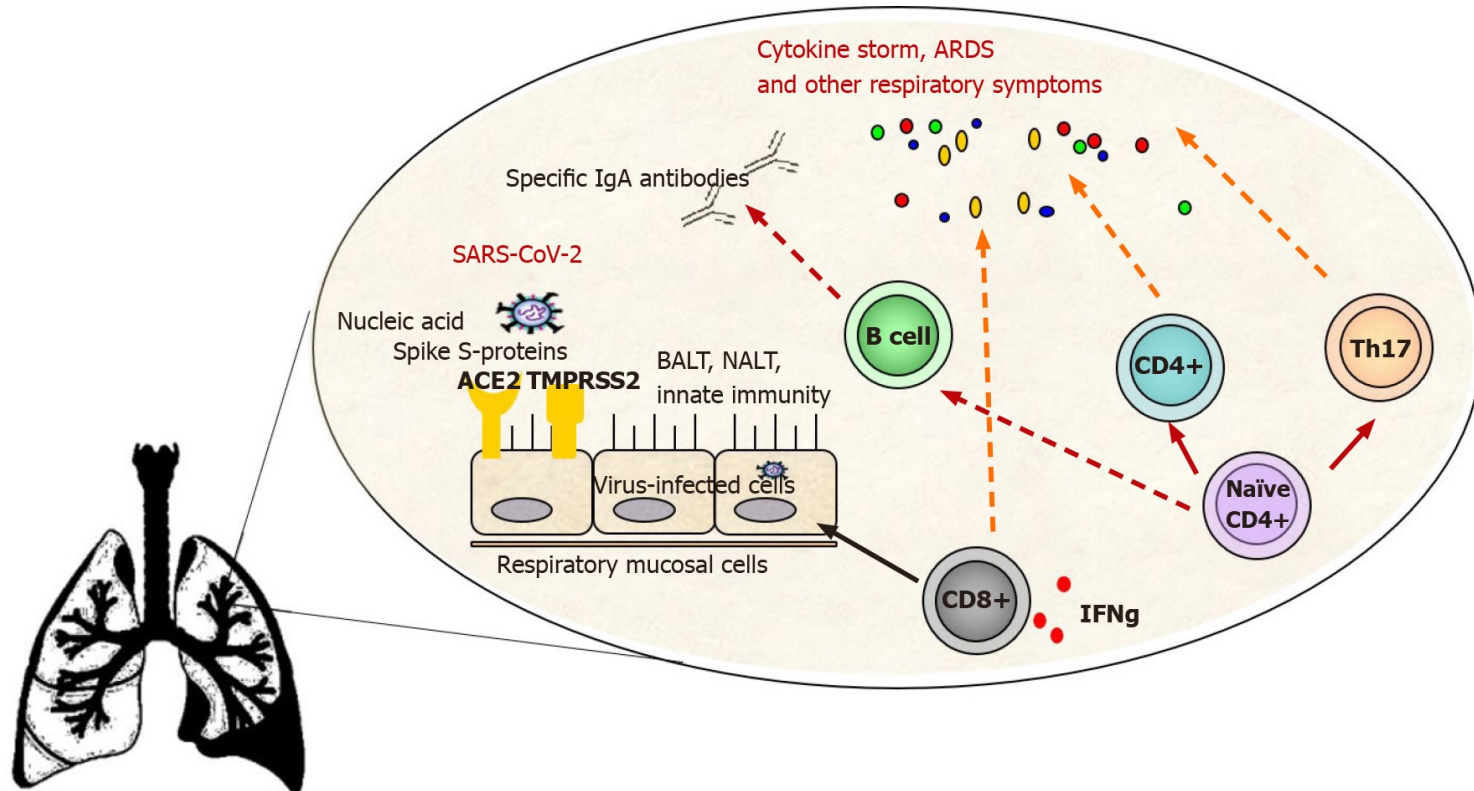 Cytokine storm, ARDS
and other respiratory symptoms
Specific IgA antibodies
SARS-CoV-2
Nucleic acid
Spike S-proteins
ACE2 TMPRSS2
BALT, NALT,
innate immunity
B cell
CD4+
Th17
Virus-infected cells
Naïve
CD4+
Respiratory mucosal cells
CD8+
IFNg